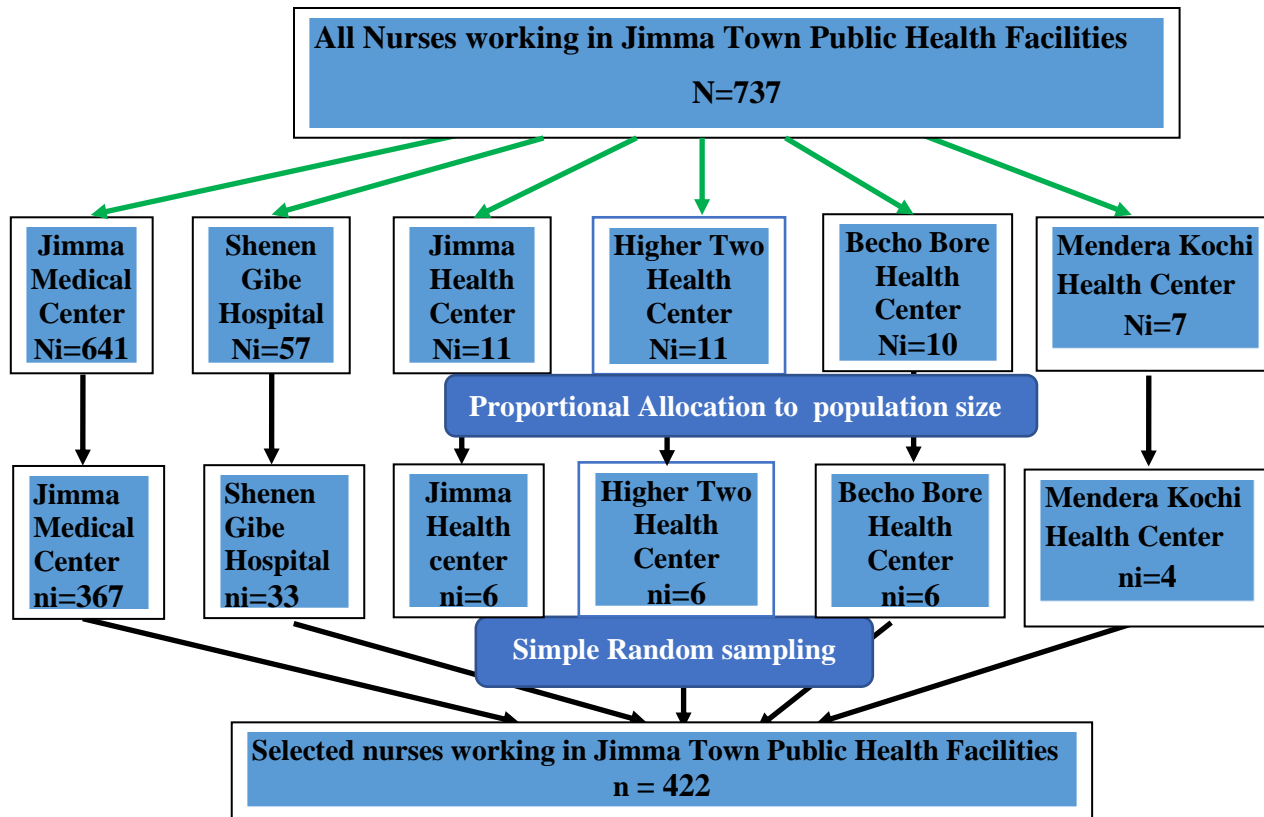 All Nurses working in Jimma Town Public Health Facilities
N=737
Jimma
Medical
Center
Ni=641
Shenen
Gibe
Hospital
Ni=57
Jimma
Health
Center
Ni=11
Higher Two
Health
Center
Ni=11
Becho Bore
Health
Center
Ni=10
Mendera Kochi
Health Center
Ni=7
Proportional Allocation to population size
Jimma
Medical
Center
ni=367
Shenen
Gibe
Hospital
ni=33
Jimma
Health
center
ni=6
Higher Two
Health
Center
ni=6
Becho Bore
Health
Center
ni=6
Mendera Kochi
Health Center
ni=4
Simple Random sampling
Selected nurses working in Jimma Town Public Health Facilities
n = 422